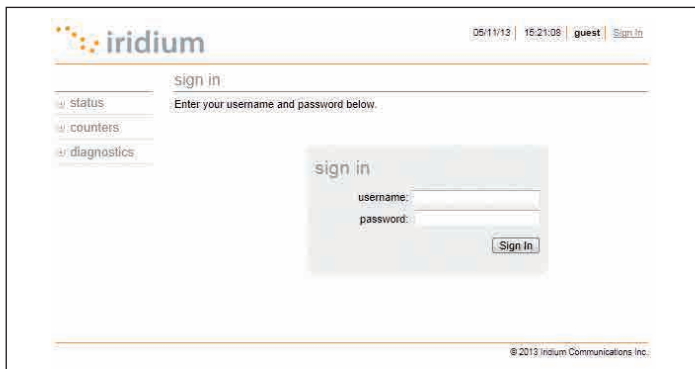 iridium
05/11/13 15:21:08 guest Sign In
sign in
status
counters
diagnostics
Enter your username and password below.
sign in
username:
password:
Sign In
© 2013 Iridium Communications Inc.